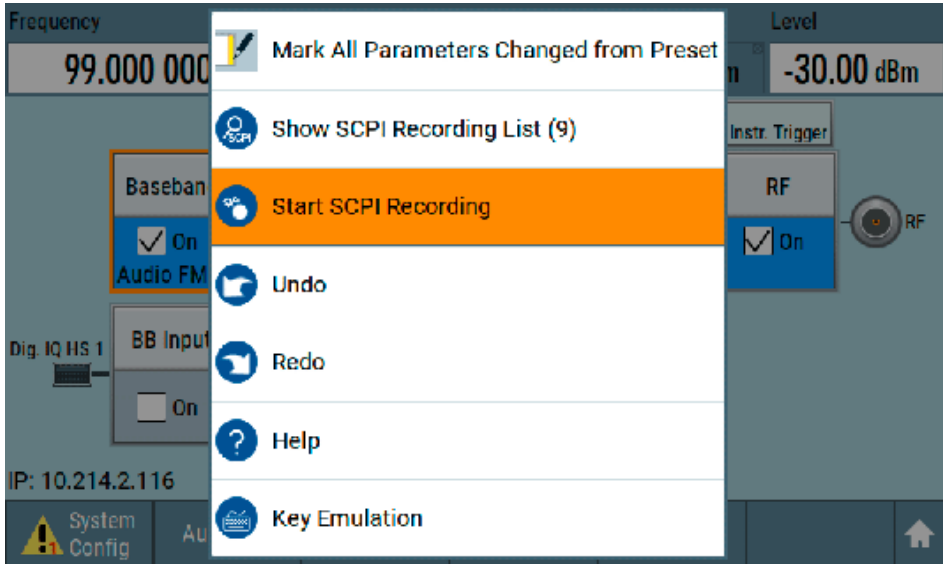 Frequency
Level
99.000 000
-30.00 dBm
Mark All Parameters Changed from Preset
Show SCPI Recording List (9)
Start SCPI Recording
Undo
Redo
Help
Key Emulation
SCPI
Instr. Trigger
RF
On
RF
On
Audio FM
BB Input
On
Dig. IQ HS 1
IP: 10.214.2.116
System
Config
1